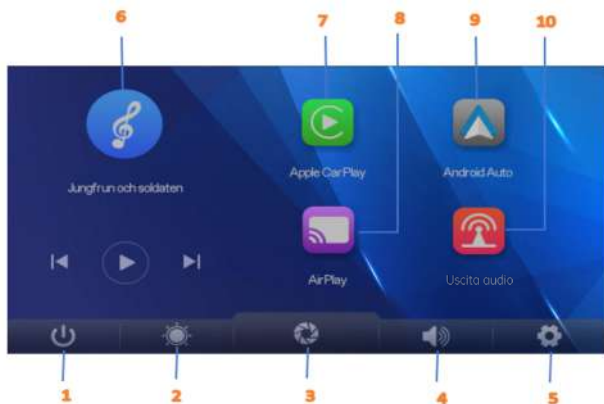 6 7 8 9 10
Jungfrun och soldaten
Apple CarPlay
Android Auto
AirPlay
Uscita audio
1 2 3 4 5